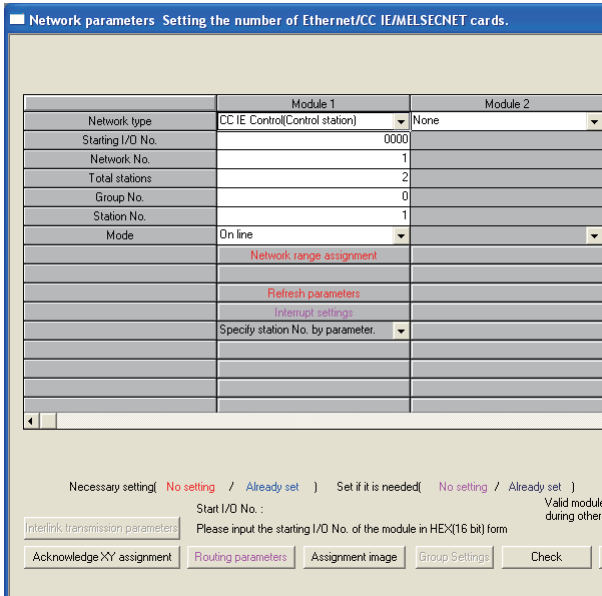 Network parameters Setting the number of Ethernet/CC IE/MELSECNET cards.
Module 1 Module 2
Network type CC IE Control(Control station) None
Starting I/O No. 0000
Network No. 1
Total stations 2
Group No. 0
Station No. 1
Mode On line
Network range assignment
Refresh parameters
Interrupt settings
Specify station No. by parameter.
Necessary setting( No setting / Already set ) Set if it is needed( No setting / Already set )
Start I/O No. : Valid module
during other
Interlink transmission parameters Please input the starting I/O No. of the module in HEX(16 bit) form
Acknowledge XY assignment Routing parameters Assignment image Group Settings Check